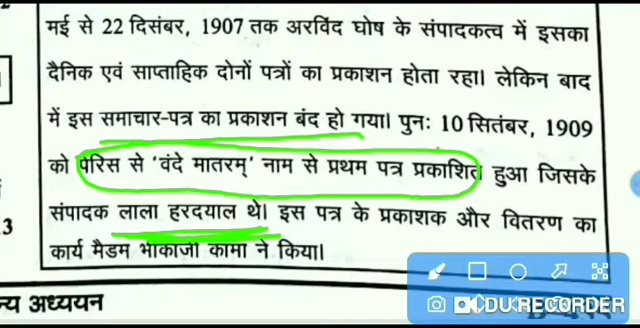 मई से 22 दिसंबर, 1907 तक अरविंद घोष के संपादकत्व में इसका
दैनिक एवं साप्ताहिक दोनों पत्रों का प्रकाशन होता रहा। लेकिन बाद
में इस समाचार-पत्र का प्रकाशन बंद हो गया। पुनः 10 सितंबर, 1909
को पेरिस से 'वंदे मातरम्' नाम से प्रथम पत्र प्रकाशित हुआ जिसके
संपादक लाला हरदयाल थे। इस पत्र के प्रकाशक और वितरण का
.3
कार्य मैडम भीकाजी कामा ने किया।
न्य अध्ययन
DU RECORDER